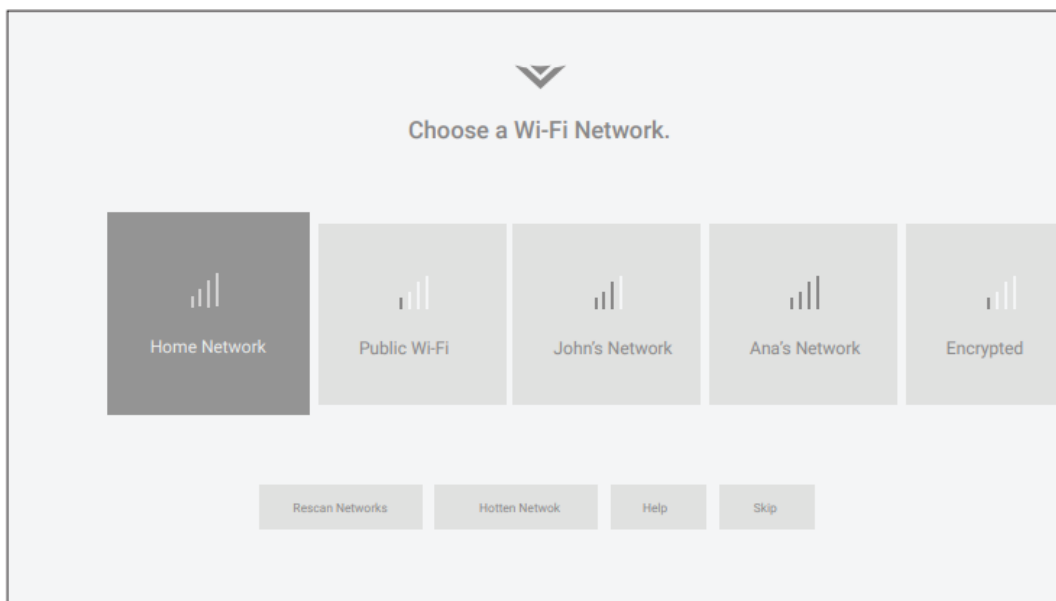 Choose a Wi-Fi Network.
Home Network
Public Wi-Fi
John's Network
Ana's Network
Encrypted
Rescan Networks
Hotten Netwok
Help
Skip